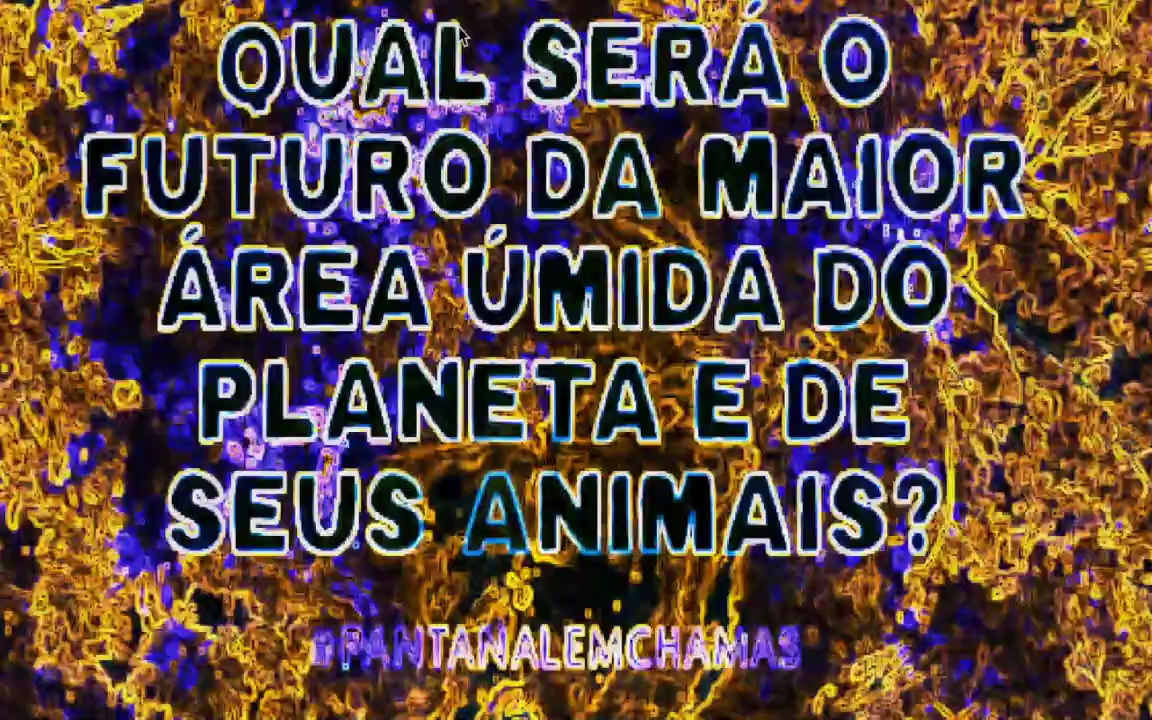 QUAL SERÁ O
FUTURO DA MAIOR
ÁREA ÚMIDA DO
PLANETA E DE
SEUS ANIMAIS?
#PANTANALEMCHAMAS